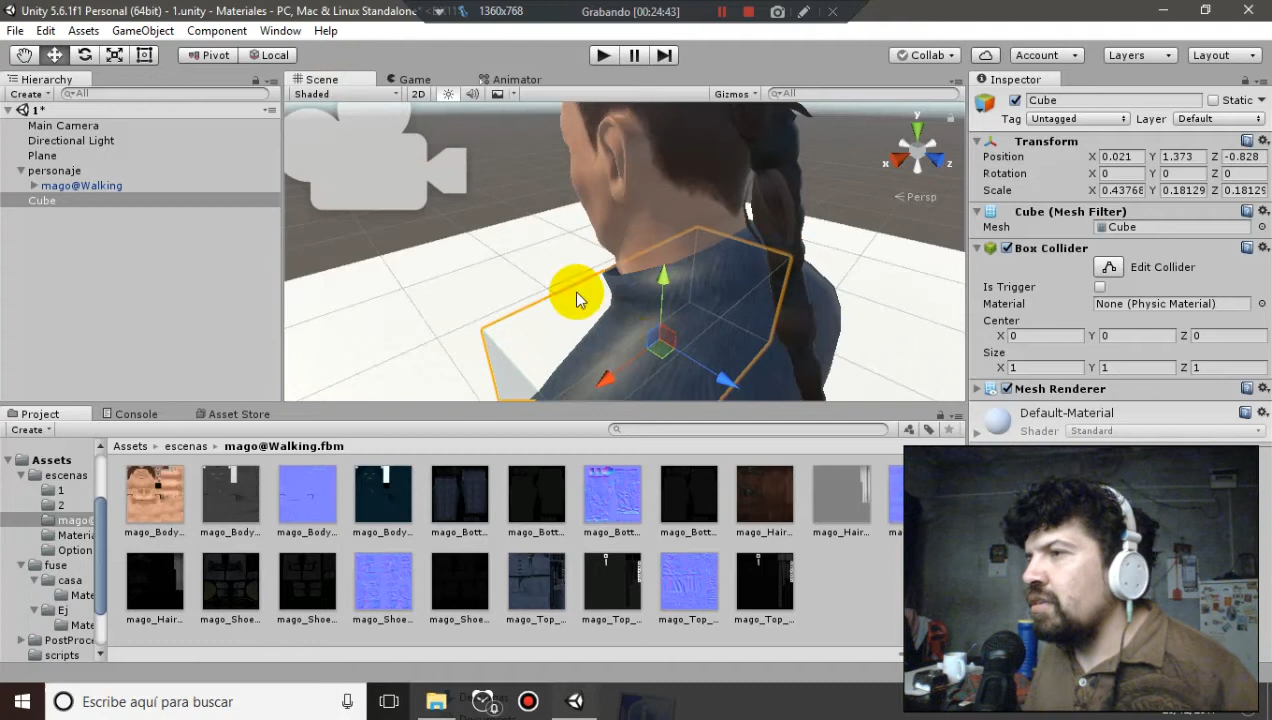 Unity 5.6.1f1 Personal (64bit) - 1.unity - Materiales - PC, Mac & Linux Standalone
1360x768
Grabando (00:24:43)
File Edit Assets GameObject Component Window Help
Pivot Local Collab Account Layers Layout
Hierarchy
Create All
1*
Main Camera
Directional Light
Plane
personaje
mago@Walking
Cube
Scene Game Animator
Shaded 2D Gizmos All
y
x z
Persp
Inspector
Cube Static
Tag Untagged Layer Default
Transform
Position X 0.021 Y 1.373 Z -0.828
Rotation X 0 Y 0 Z 0
Scale X 0.43768 Y 0.18129 Z 0.18129
Cube (Mesh Filter)
Mesh Cube
Box Collider
Edit Collider
Is Trigger
Material None (Physic Material)
Center
X 0 Y 0 Z 0
Size
X 1 Y 1 Z 1
Mesh Renderer
Default-Material
Shader Standard
Project Console Asset Store
Create
Assets escenas mago@Walking.fbm
Assets
escenas
1
2
mago@
Materia
Option
fuse
casa
Mate
Ej
Mate
PostProce
scripts
mago_Body... mago_Body... mago_Body... mago_Body... mago_Bott... mago_Bott... mago_Bott... mago_Bott... mago_Hair... mago_Hair...
mago_Hair... mago_Shoe... mago_Shoe... mago_Shoe... mago_Shoe... mago_Top_... mago_Top_... mago_Top_... mago_Top_...
Escribe aquí para buscar